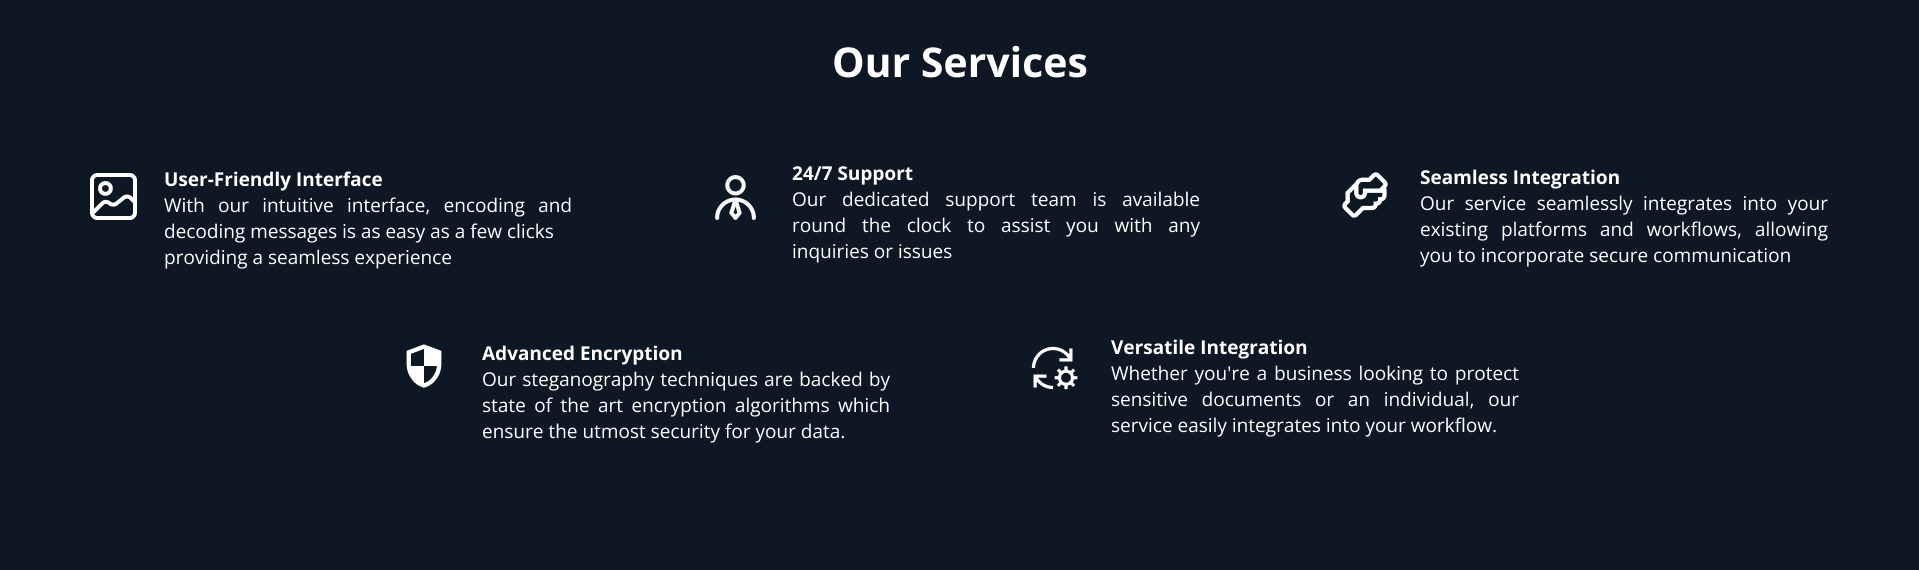 Our Services
User-Friendly Interface
With our intuitive interface, encoding and
decoding messages is as easy as a few clicks
providing a seamless experience
24/7 Support
Our dedicated support team is available
round the clock to assist you with any
inquiries or issues
Seamless Integration
Our service seamlessly integrates into your
existing platforms and workflows, allowing
you to incorporate secure communication
Advanced Encryption
Our steganography techniques are backed by
state of the art encryption algorithms which
ensure the utmost security for your data.
Versatile Integration
Whether you're a business looking to protect
sensitive documents or an individual, our
service easily integrates into your workflow.